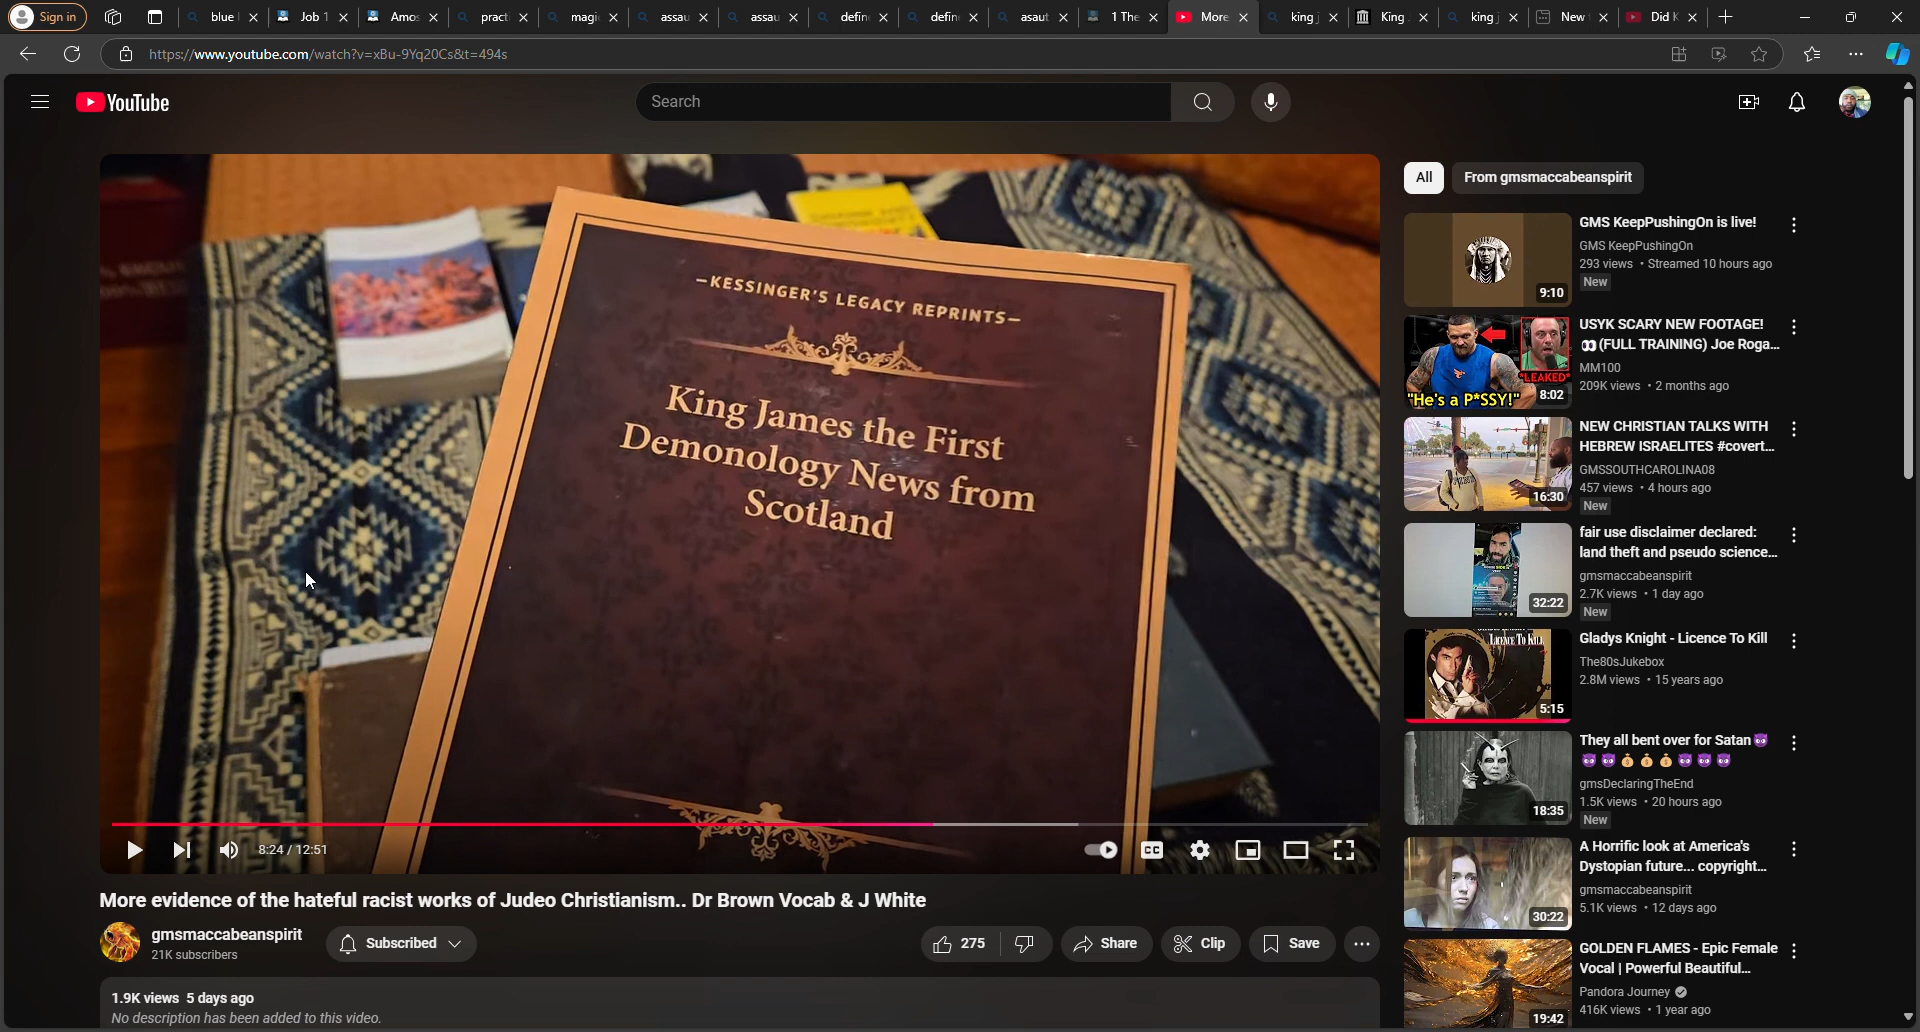 Sign in
blue
Job 1
Amos
practi
magi
assau
assau
defin
defin
asaut
1 The
More
king j
King
king j
New
Did K
https://www.youtube.com/watch?v=xBu-9Yq20Cs&t=494s
YouTube
Search
–KESSINGER'S LEGACY REPRINTS–
King James the First
Demonology News from
Scotland
8:24 / 12:51
CC
More evidence of the hateful racist works of Judeo Christianism.. Dr Brown Vocab & J White
gmsmaccabeanspirit
21K subscribers
Subscribed
275
Share
Clip
Save
1.9K views 5 days ago
No description has been added to this video.
All
From gmsmaccabeanspirit
9:10
GMS KeepPushingOn is live!
GMS KeepPushingOn
293 views • Streamed 10 hours ago
New
*LEAKED*
"He's a P*SSY!"
8:02
USYK SCARY NEW FOOTAGE!
👀(FULL TRAINING) Joe Roga...
MM100
209K views • 2 months ago
16:30
NEW CHRISTIAN TALKS WITH
HEBREW ISRAELITES #covert...
GMSSOUTHCAROLINA08
457 views • 4 hours ago
New
32:22
fair use disclaimer declared:
land theft and pseudo science...
gmsmaccabeanspirit
2.7K views • 1 day ago
New
LICENCE TO KILL
5:15
Gladys Knight - Licence To Kill
The80sJukebox
2.8M views • 15 years ago
18:35
They all bent over for Satan😈
😈😈💰💰💰😈😈😈
gmsDeclaringTheEnd
1.5K views • 20 hours ago
New
30:22
A Horrific look at America's
Dystopian future... copyright...
gmsmaccabeanspirit
5.1K views • 12 days ago
19:42
GOLDEN FLAMES - Epic Female
Vocal | Powerful Beautiful...
Pandora Journey
416K views • 1 year ago